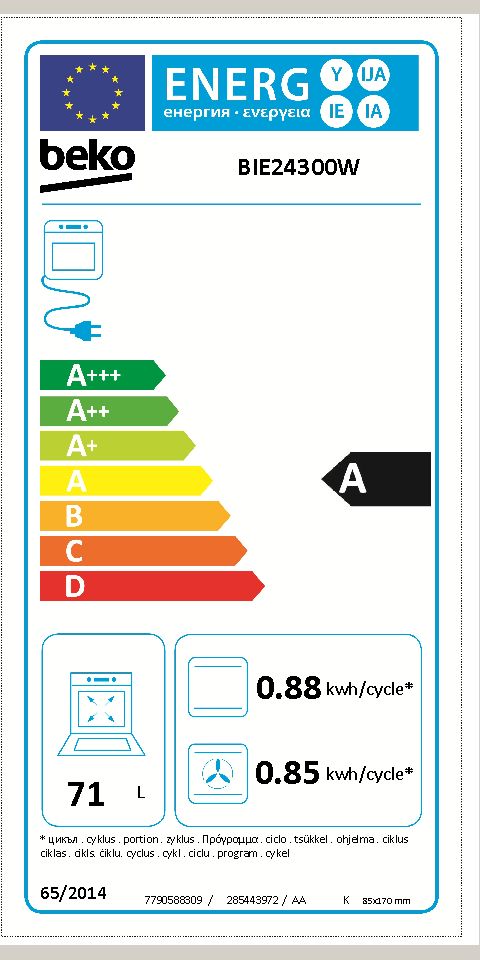 ENERG Y IJA
енергия · ενεργεια IE IA
beko
BIE24300W
A+++
A++
A+
A
A
B
C
D
0.88 kwh/cycle*
0.85 kwh/cycle*
71 L
* цикъл . cyklus . portion . zyklus . Πρόγραμμα . ciclo . tsükkel . ohjelma . ciklus
ciklas . cikls. ċiklu. cyclus . cykl . ciclu . program . cykel
65/2014
7790588309 / 285443972 / AA K 85x170 mm